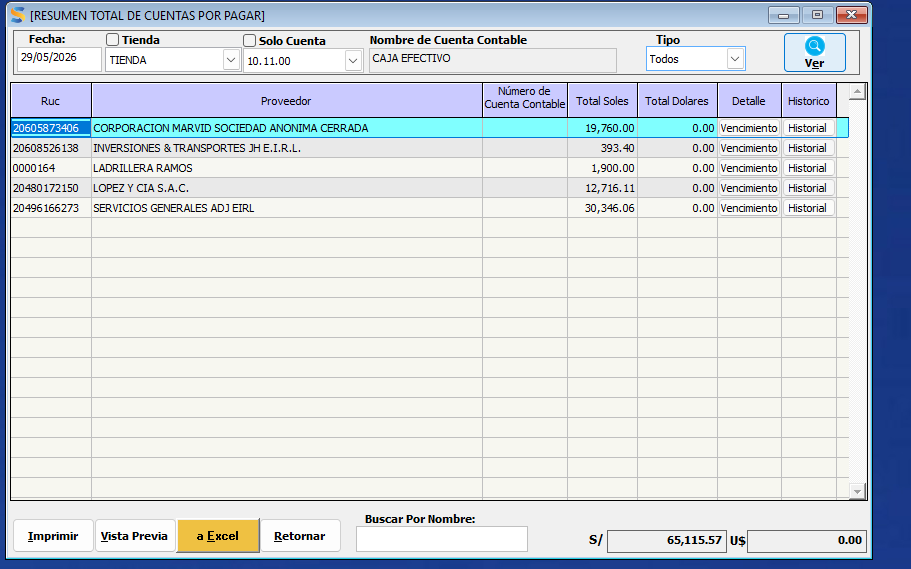 [RESUMEN TOTAL DE CUENTAS POR PAGAR]
Fecha: Tienda Solo Cuenta Nombre de Cuenta Contable Tipo
29/05/2026 TIENDA 10.11.00 CAJA EFECTIVO Todos Ver
Ruc Proveedor Número de Cuenta Contable Total Soles Total Dolares Detalle Historico
20605873406 CORPORACION MARVID SOCIEDAD ANONIMA CERRADA 19,760.00 0.00 Vencimiento Historial
20608526138 INVERSIONES & TRANSPORTES JH E.I.R.L. 393.40 0.00 Vencimiento Historial
0000164 LADRILLERA RAMOS 1,900.00 0.00 Vencimiento Historial
20480172150 LOPEZ Y CIA S.A.C. 12,716.11 0.00 Vencimiento Historial
20496166273 SERVICIOS GENERALES ADJ EIRL 30,346.06 0.00 Vencimiento Historial
Imprimir Vista Previa a Excel Retornar Buscar Por Nombre: S/ 65,115.57 U$ 0.00